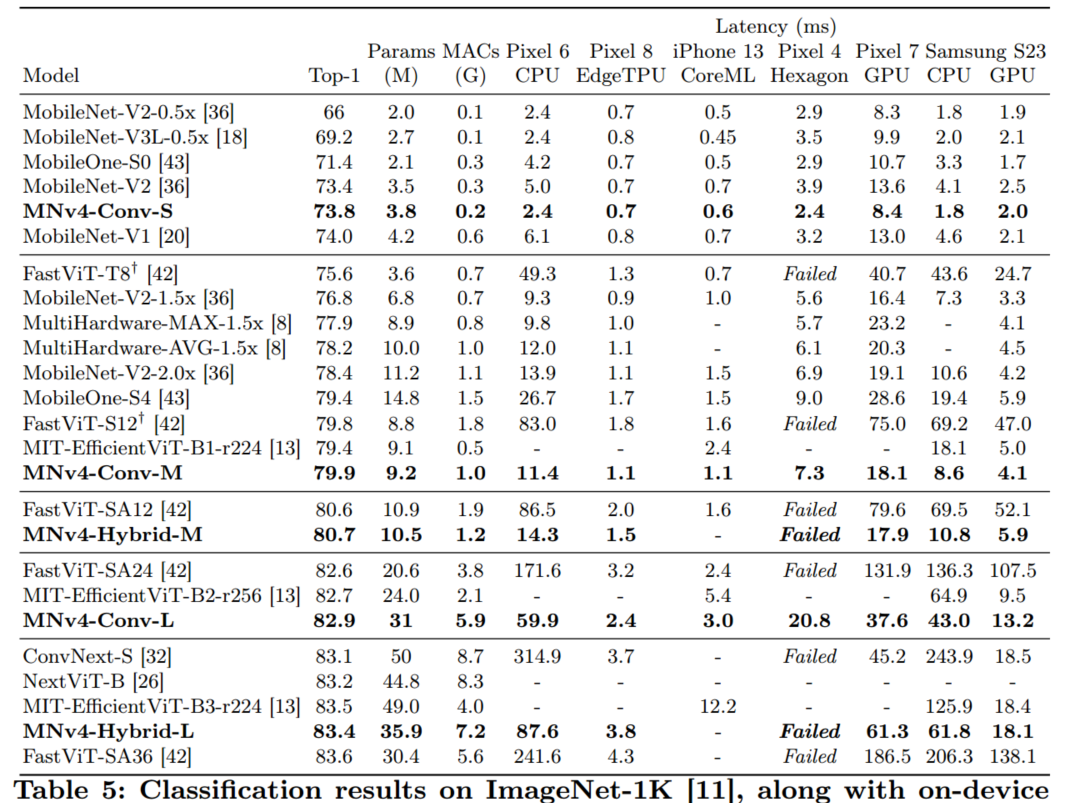 Latency (ms)
Params MACs Pixel 6 Pixel 8 iPhone 13 Pixel 4 Pixel 7 Samsung S23
Model Top-1 (M) (G) CPU EdgeTPU CoreML Hexagon GPU CPU GPU
MobileNet-V2-0.5x [36] 66 2.0 0.1 2.4 0.7 0.5 2.9 8.3 1.8 1.9
MobileNet-V3L-0.5x [18] 69.2 2.7 0.1 2.4 0.8 0.45 3.5 9.9 2.0 2.1
MobileOne-S0 [43] 71.4 2.1 0.3 4.2 0.7 0.5 2.9 10.7 3.3 1.7
MobileNet-V2 [36] 73.4 3.5 0.3 5.0 0.7 0.7 3.9 13.6 4.1 2.5
MNv4-Conv-S 73.8 3.8 0.2 2.4 0.7 0.6 2.4 8.4 1.8 2.0
MobileNet-V1 [20] 74.0 4.2 0.6 6.1 0.8 0.7 3.2 13.0 4.6 2.1
FastViT-T8† [42] 75.6 3.6 0.7 49.3 1.3 0.7 Failed 40.7 43.6 24.7
MobileNet-V2-1.5x [36] 76.8 6.8 0.7 9.3 0.9 1.0 5.6 16.4 7.3 3.3
MultiHardware-MAX-1.5x [8] 77.9 8.9 0.8 9.8 1.0 - 5.7 23.2 - 4.1
MultiHardware-AVG-1.5x [8] 78.2 10.0 1.0 12.0 1.1 - 6.1 20.3 - 4.5
MobileNet-V2-2.0x [36] 78.4 11.2 1.1 13.9 1.1 1.5 6.9 19.1 10.6 4.2
MobileOne-S4 [43] 79.4 14.8 1.5 26.7 1.7 1.5 9.0 28.6 19.4 5.9
FastViT-S12† [42] 79.8 8.8 1.8 83.0 1.8 1.6 Failed 75.0 69.2 47.0
MIT-EfficientViT-B1-r224 [13] 79.4 9.1 0.5 - - 2.4 - - 18.1 5.0
MNv4-Conv-M 79.9 9.2 1.0 11.4 1.1 1.1 7.3 18.1 8.6 4.1
FastViT-SA12 [42] 80.6 10.9 1.9 86.5 2.0 1.6 Failed 79.6 69.5 52.1
MNv4-Hybrid-M 80.7 10.5 1.2 14.3 1.5 - Failed 17.9 10.8 5.9
FastViT-SA24 [42] 82.6 20.6 3.8 171.6 3.2 2.4 Failed 131.9 136.3 107.5
MIT-EfficientViT-B2-r256 [13] 82.7 24.0 2.1 - - 5.4 - - 64.9 9.5
MNv4-Conv-L 82.9 31 5.9 59.9 2.4 3.0 20.8 37.6 43.0 13.2
ConvNext-S [32] 83.1 50 8.7 314.9 3.7 - Failed 45.2 243.9 18.5
NextViT-B [26] 83.2 44.8 8.3 - - - - - - -
MIT-EfficientViT-B3-r224 [13] 83.5 49.0 4.0 - - 12.2 - - 125.9 18.4
MNv4-Hybrid-L 83.4 35.9 7.2 87.6 3.8 - Failed 61.3 61.8 18.1
FastViT-SA36 [42] 83.6 30.4 5.6 241.6 4.3 - Failed 186.5 206.3 138.1
Table 5: Classification results on ImageNet-1K [11], along with on-device